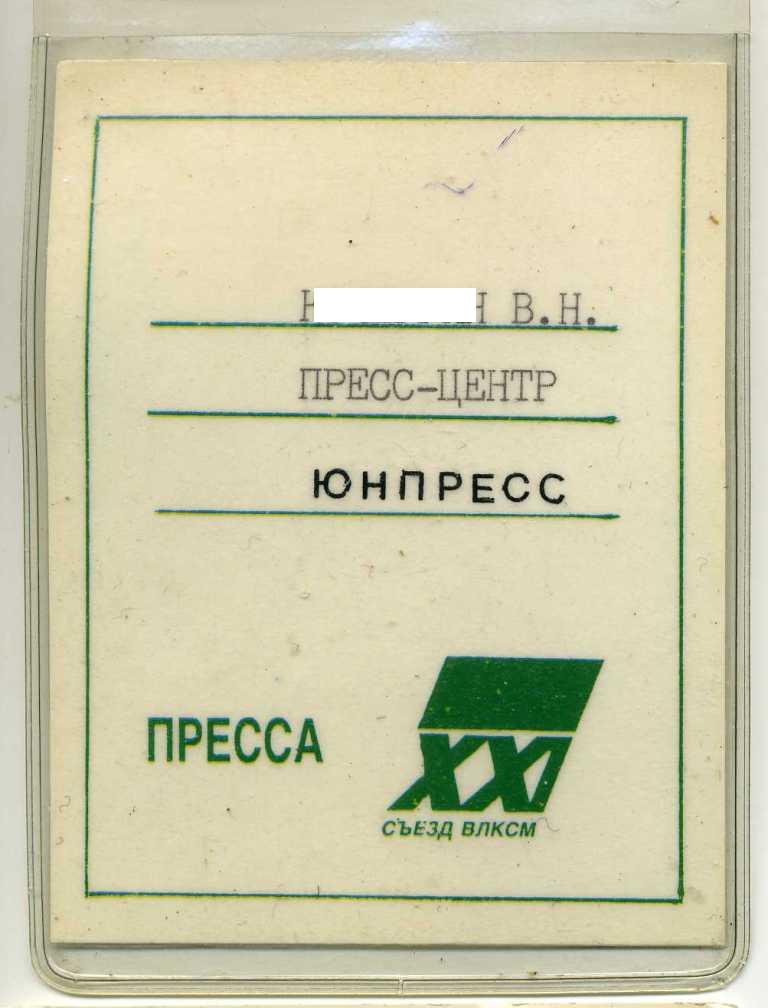 В.Н.
ПРЕСС-ЦЕНТР
ЮНПРЕСС
ПРЕССА
XXI
СЪЕЗД ВЛКСМ